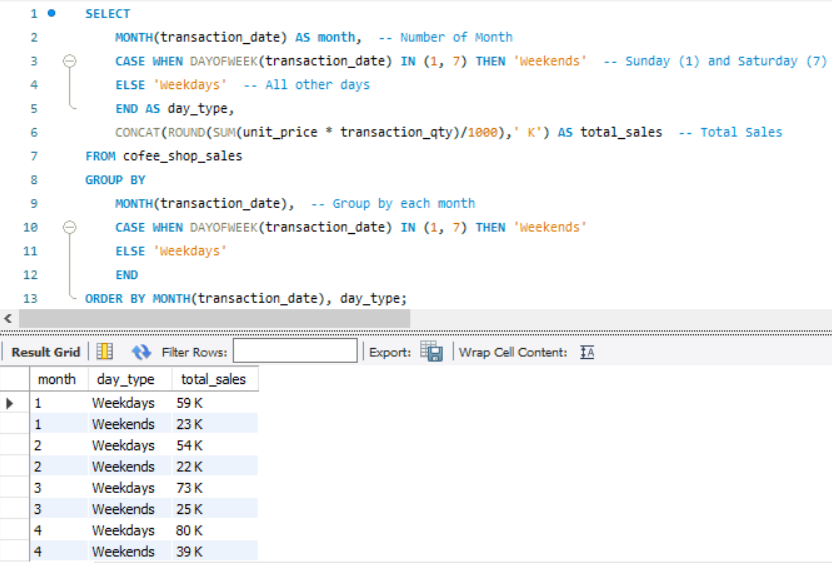 1 SELECT
2 MONTH(transaction_date) AS month, -- Number of Month
3 CASE WHEN DAYOFWEEK(transaction_date) IN (1, 7) THEN 'Weekends' -- Sunday (1) and Saturday (7)
4 ELSE 'Weekdays' -- All other days
5 END AS day_type,
6 CONCAT(ROUND(SUM(unit_price * transaction_qty)/1000),' K') AS total_sales -- Total Sales
7 FROM cofee_shop_sales
8 GROUP BY
9 MONTH(transaction_date), -- Group by each month
10 CASE WHEN DAYOFWEEK(transaction_date) IN (1, 7) THEN 'Weekends'
11 ELSE 'Weekdays'
12 END
13 ORDER BY MONTH(transaction_date), day_type;
Result Grid Filter Rows: Export: Wrap Cell Content: IA
month day_type total_sales
1 Weekdays 59 K
1 Weekends 23 K
2 Weekdays 54 K
2 Weekends 22 K
3 Weekdays 73 K
3 Weekends 25 K
4 Weekdays 80 K
4 Weekends 39 K